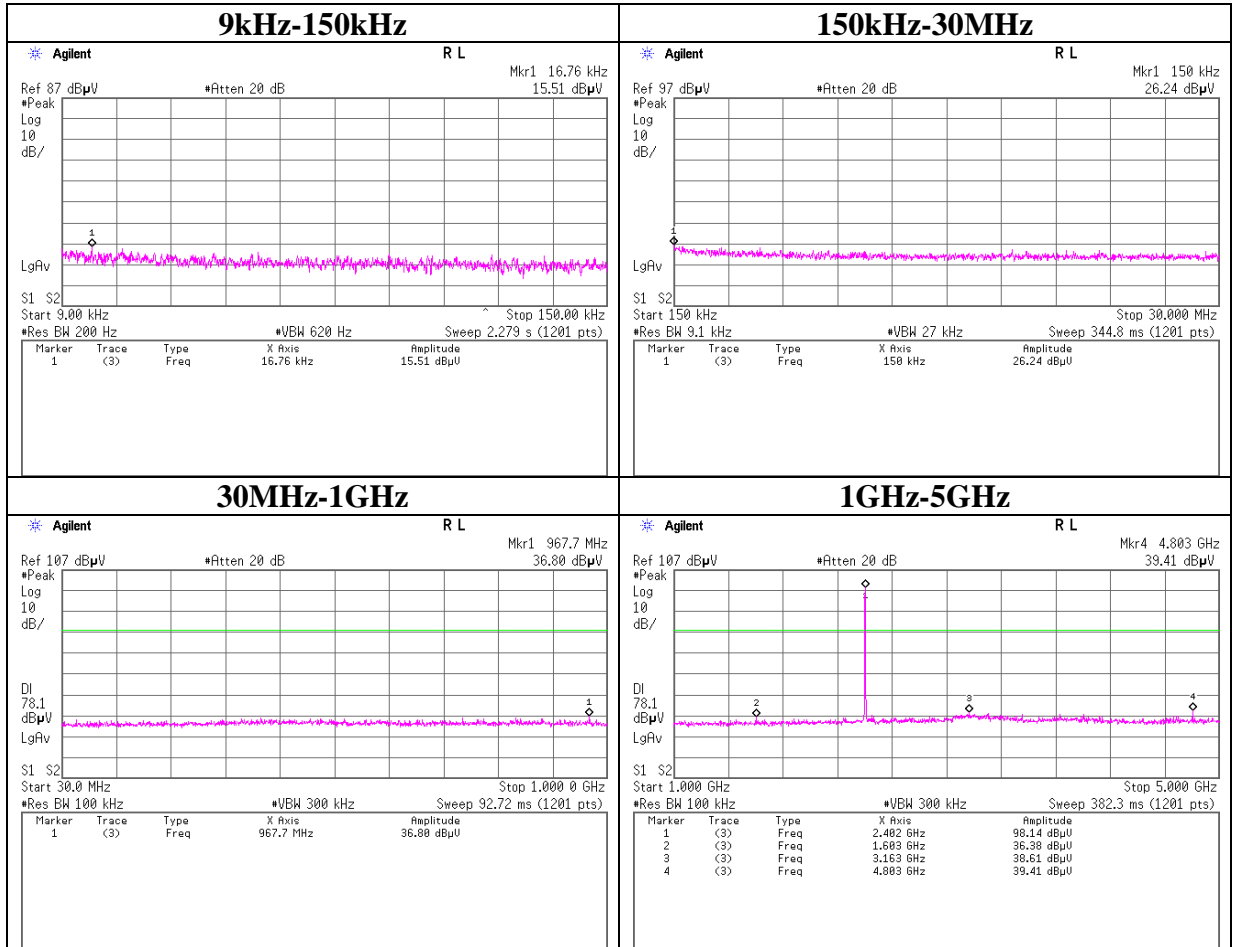 9kHz-150kHz
Agilent R L
Mkr1 16.76 kHz
Ref 87 dBµV #Atten 20 dB 15.51 dBµV
#Peak
Log
10
dB/
1
LgAv
S1 S2
Start 9.00 kHz ^ Stop 150.00 kHz
#Res BW 200 Hz #VBW 620 Hz Sweep 2.279 s (1201 pts)
Marker Trace Type X Axis Amplitude
1 (3) Freq 16.76 kHz 15.51 dBµV
150kHz-30MHz
Agilent R L
Mkr1 150 kHz
Ref 97 dBµV #Atten 20 dB 26.24 dBµV
#Peak
Log
10
dB/
1
LgAv
S1 S2
Start 150 kHz Stop 30.000 MHz
#Res BW 9.1 kHz #VBW 27 kHz Sweep 344.8 ms (1201 pts)
Marker Trace Type X Axis Amplitude
1 (3) Freq 150 kHz 26.24 dBµV
30MHz-1GHz
Agilent R L
Mkr1 967.7 MHz
Ref 107 dBµV #Atten 20 dB 36.80 dBµV
#Peak
Log
10
dB/
DI
78.1
dBµV
1
LgAv
S1 S2
Start 30.0 MHz Stop 1.000 0 GHz
#Res BW 100 kHz #VBW 300 kHz Sweep 92.72 ms (1201 pts)
Marker Trace Type X Axis Amplitude
1 (3) Freq 967.7 MHz 36.80 dBµV
1GHz-5GHz
Agilent R L
Mkr4 4.803 GHz
Ref 107 dBµV #Atten 20 dB 39.41 dBµV
#Peak
Log
10
dB/
1
DI
78.1
dBµV
2 3 4
LgAv
S1 S2
Start 1.000 GHz Stop 5.000 GHz
#Res BW 100 kHz #VBW 300 kHz Sweep 382.3 ms (1201 pts)
Marker Trace Type X Axis Amplitude
1 (3) Freq 2.402 GHz 98.14 dBµV
2 (3) Freq 1.603 GHz 36.38 dBµV
3 (3) Freq 3.163 GHz 38.61 dBµV
4 (3) Freq 4.803 GHz 39.41 dBµV